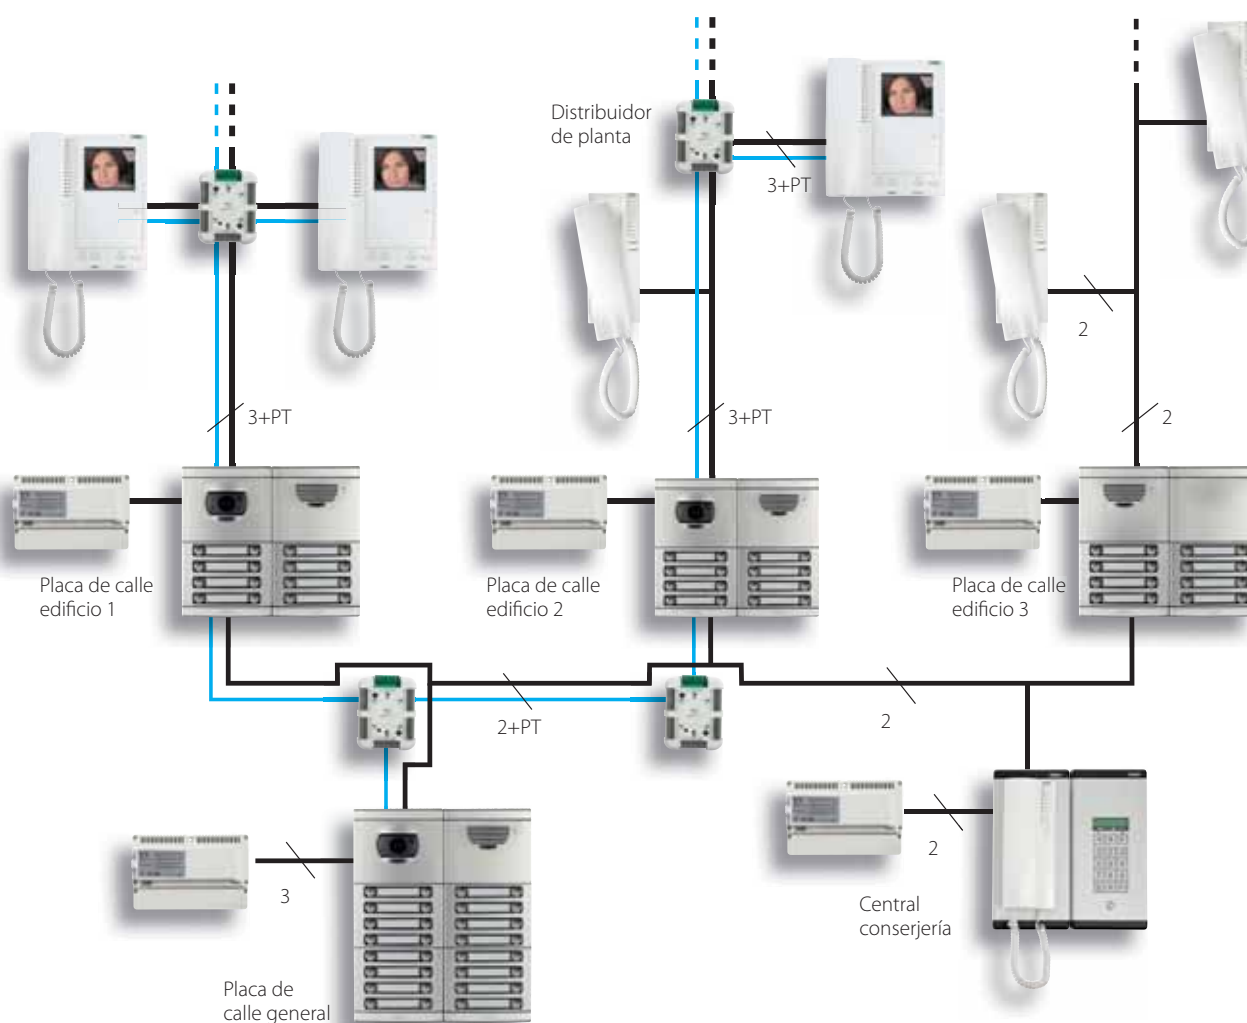 Distribuidor
de planta
3+PT
2
3+PT
3+PT
2
Placa de calle
edificio 1
Placa de calle
edificio 2
Placa de calle
edificio 3
2+PT
2
3
2
Central
conserjería
Placa de
calle general